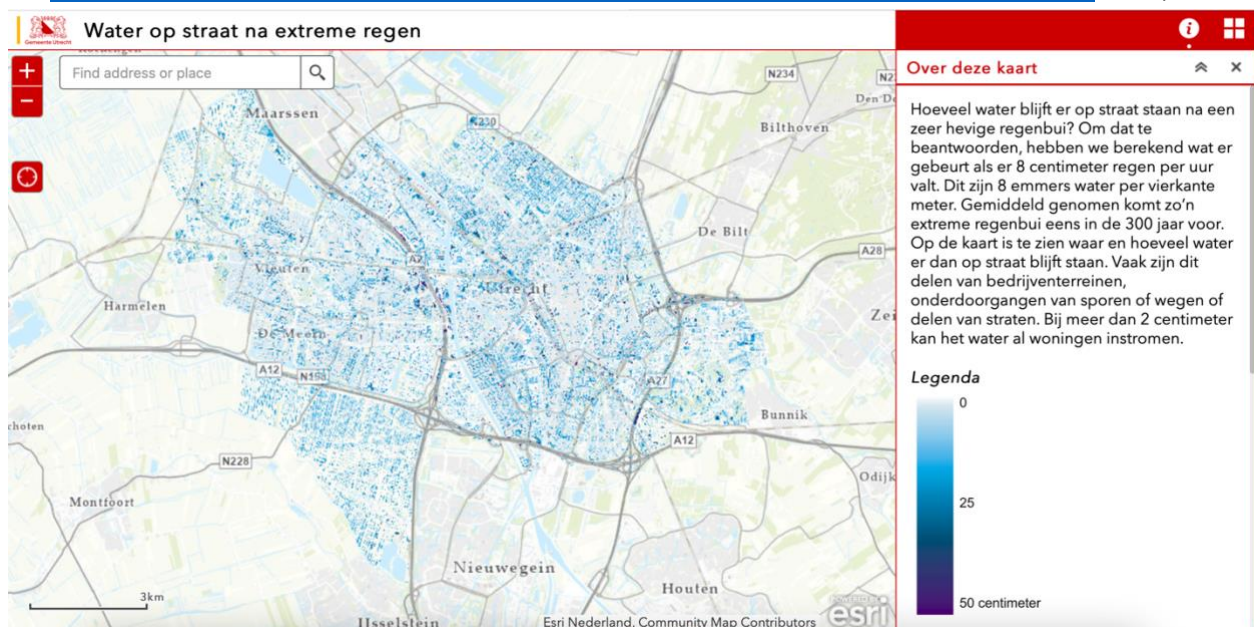 Gemeente Utrecht
Water op straat na extreme regen
Find address or place
Over deze kaart
Hoeveel water blijft er op straat staan na een
zeer hevige regenbui? Om dat te
beantwoorden, hebben we berekend wat er
gebeurt als er 8 centimeter regen per uur
valt. Dit zijn 8 emmers water per vierkante
meter. Gemiddeld genomen komt zo'n
extreme regenbui eens in de 300 jaar voor.
Op de kaart is te zien waar en hoeveel water
er dan op straat blijft staan. Vaak zijn dit
delen van bedrijventerreinen,
onderdoorgangen van sporen of wegen of
delen van straten. Bij meer dan 2 centimeter
kan het water al woningen instromen.
Legenda
0
25
50 centimeter
N234
Maarssen
N230
Bilthoven
De Bilt
A28
A2
Vleuten
Utrecht
Harmelen
De Meern
A12
N198
A27
Bunnik
A12
N228
Odijk
Montfoort
Nieuwegein
Houten
3km
IJsselstein
Esri Nederland, Community Map Contributors
esri